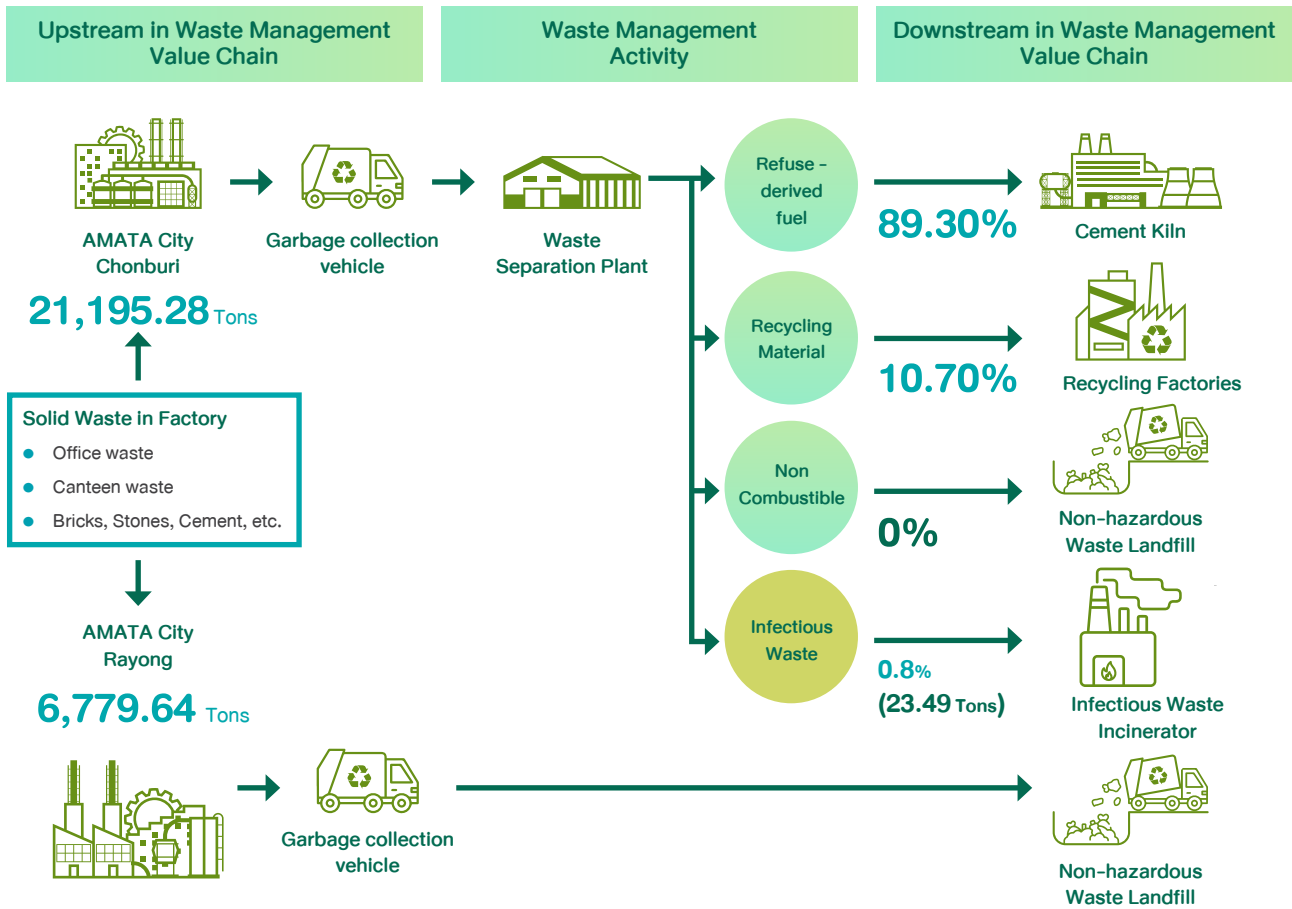 Upstream in Waste Management
Value Chain
Waste Management
Activity
Downstream in Waste Management
Value Chain
AMATA City
Chonburi
21,195.28 Tons
Garbage collection
vehicle
Waste
Separation Plant
Refuse -
derived
fuel
89.30%
Cement Kiln
Recycling
Material
10.70%
Recycling Factories
Solid Waste in Factory
Office waste
Canteen waste
Bricks, Stones, Cement, etc.
Non
Combustible
0%
Non-hazardous
Waste Landfill
Infectious
Waste
0.8%
(23.49 Tons)
Infectious Waste
Incinerator
AMATA City
Rayong
6,779.64 Tons
Garbage collection
vehicle
Non-hazardous
Waste Landfill